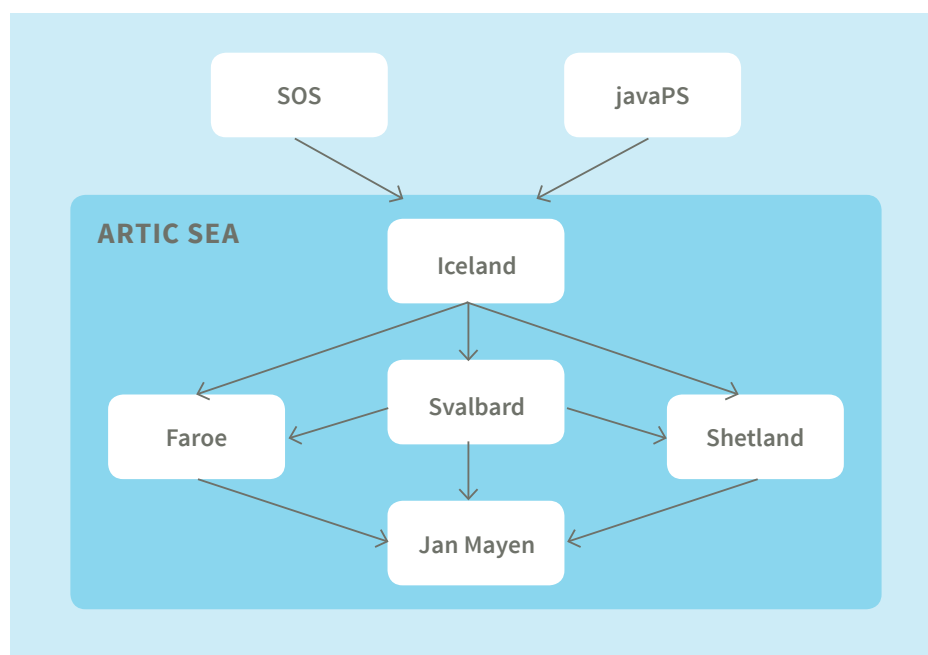 SOS
javaPS
ARTIC SEA
Iceland
Svalbard
Faroe
Shetland
Jan Mayen